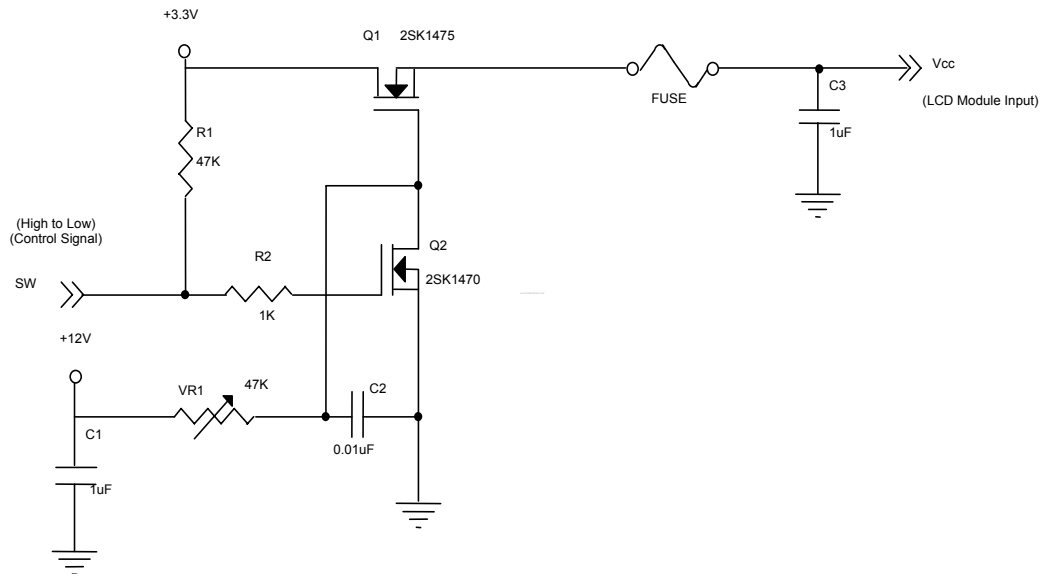 +3.3V
Q1 2SK1475
Vcc
FUSE
C3
(LCD Module Input)
R1
1uF
47K
(High to Low)
(Control Signal)
Q2
R2
SW
2SK1470
1K
+12V
VR1
47K
C2
C1
0.01uF
1uF